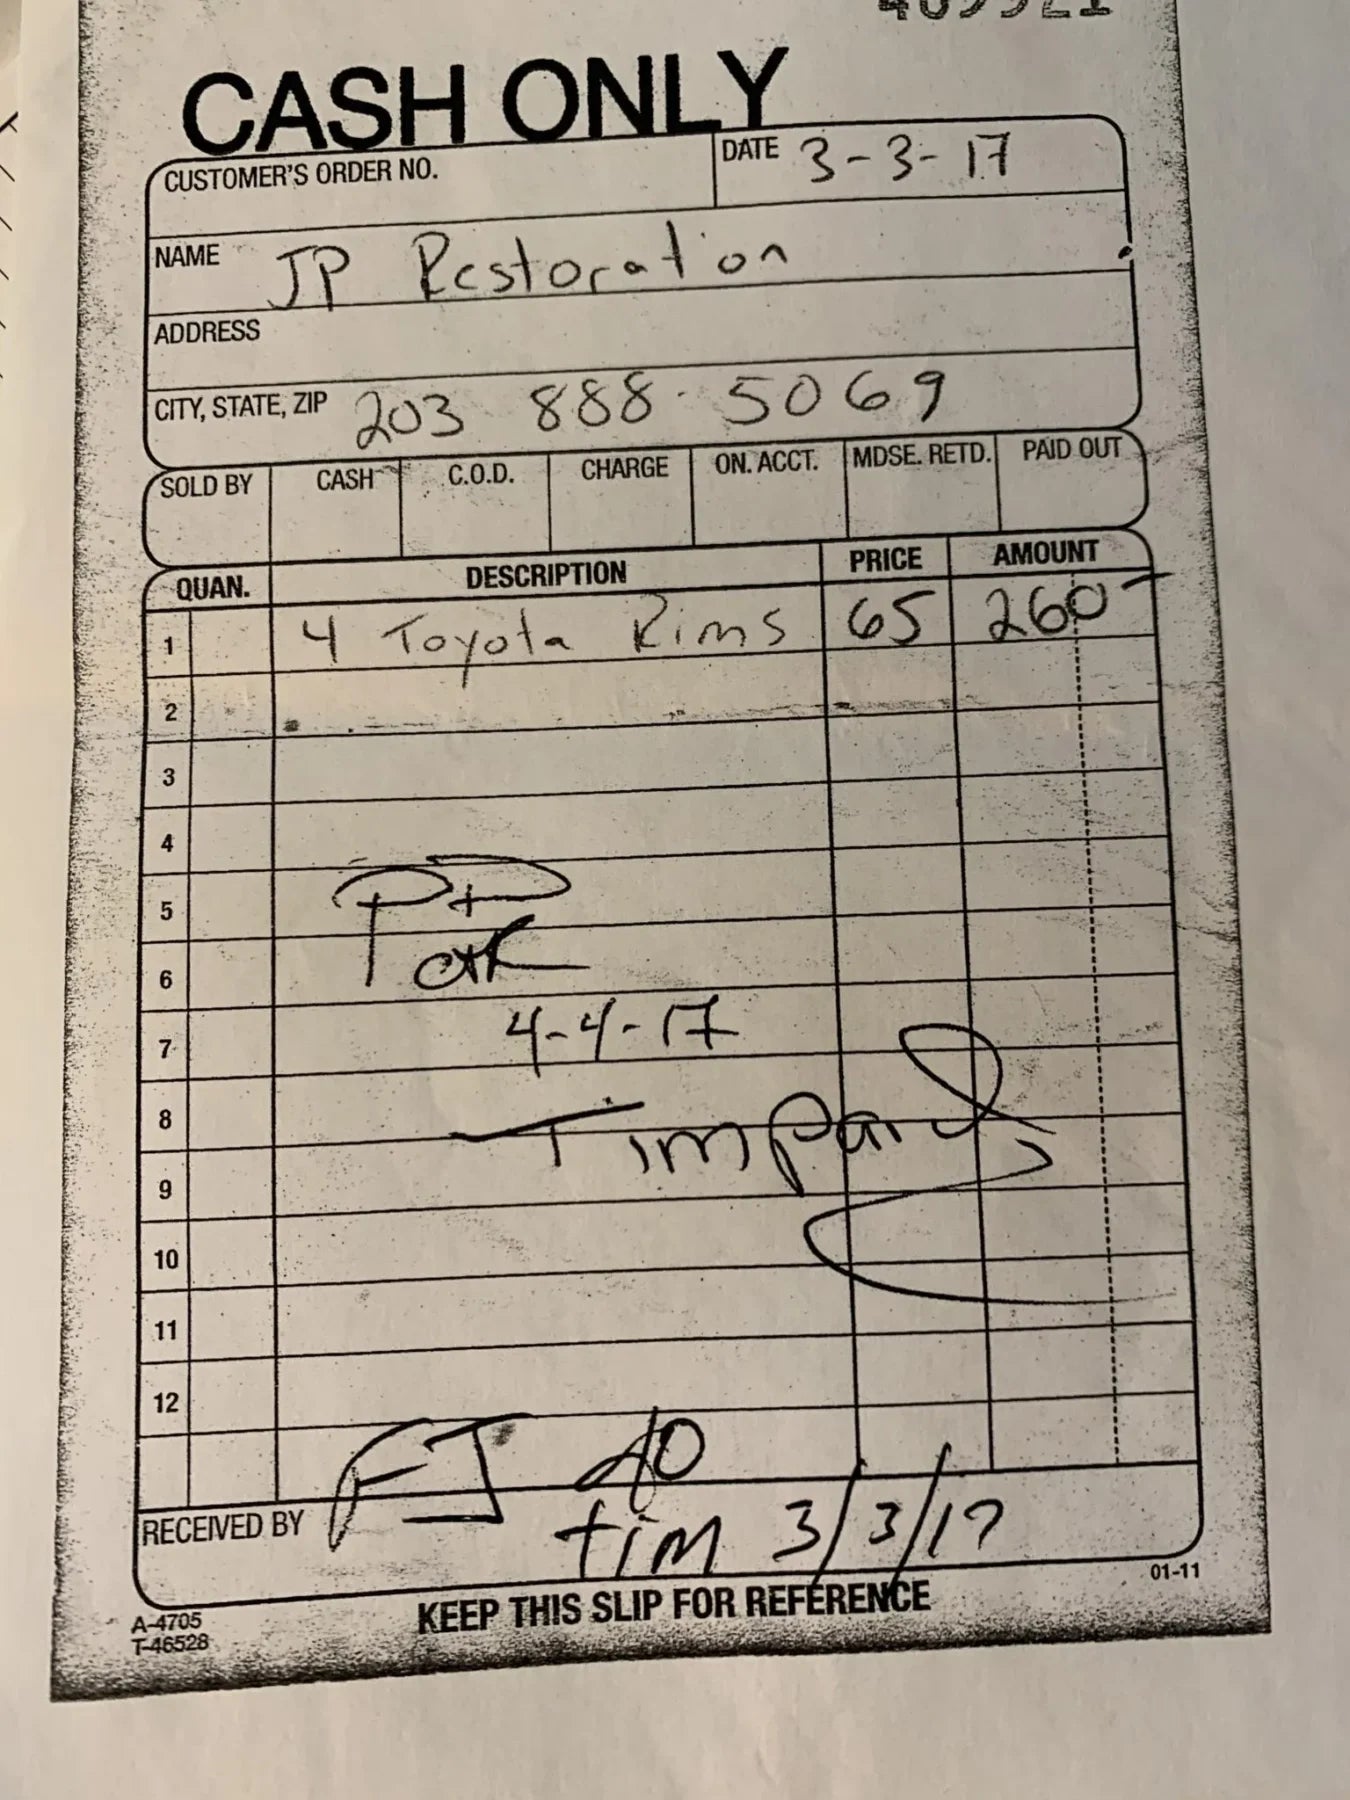 CASH ONLY
CUSTOMER'S ORDER NO. DATE 3-3-17
NAME JP Restoration
ADDRESS
CITY, STATE, ZIP 203 888-5069
SOLD BY CASH C.O.D. CHARGE ON. ACCT. MDSE. RETD. PAID OUT
QUAN. DESCRIPTION PRICE AMOUNT
1 4 Toyota Rims 65 260-
2
3
4
5 PD
6
7 4-4-17
8 Tim
9
10
11
12
FJ 40
RECEIVED BY Tim 3/3/17
01-11
A-4705 KEEP THIS SLIP FOR REFERENCE
T-46528